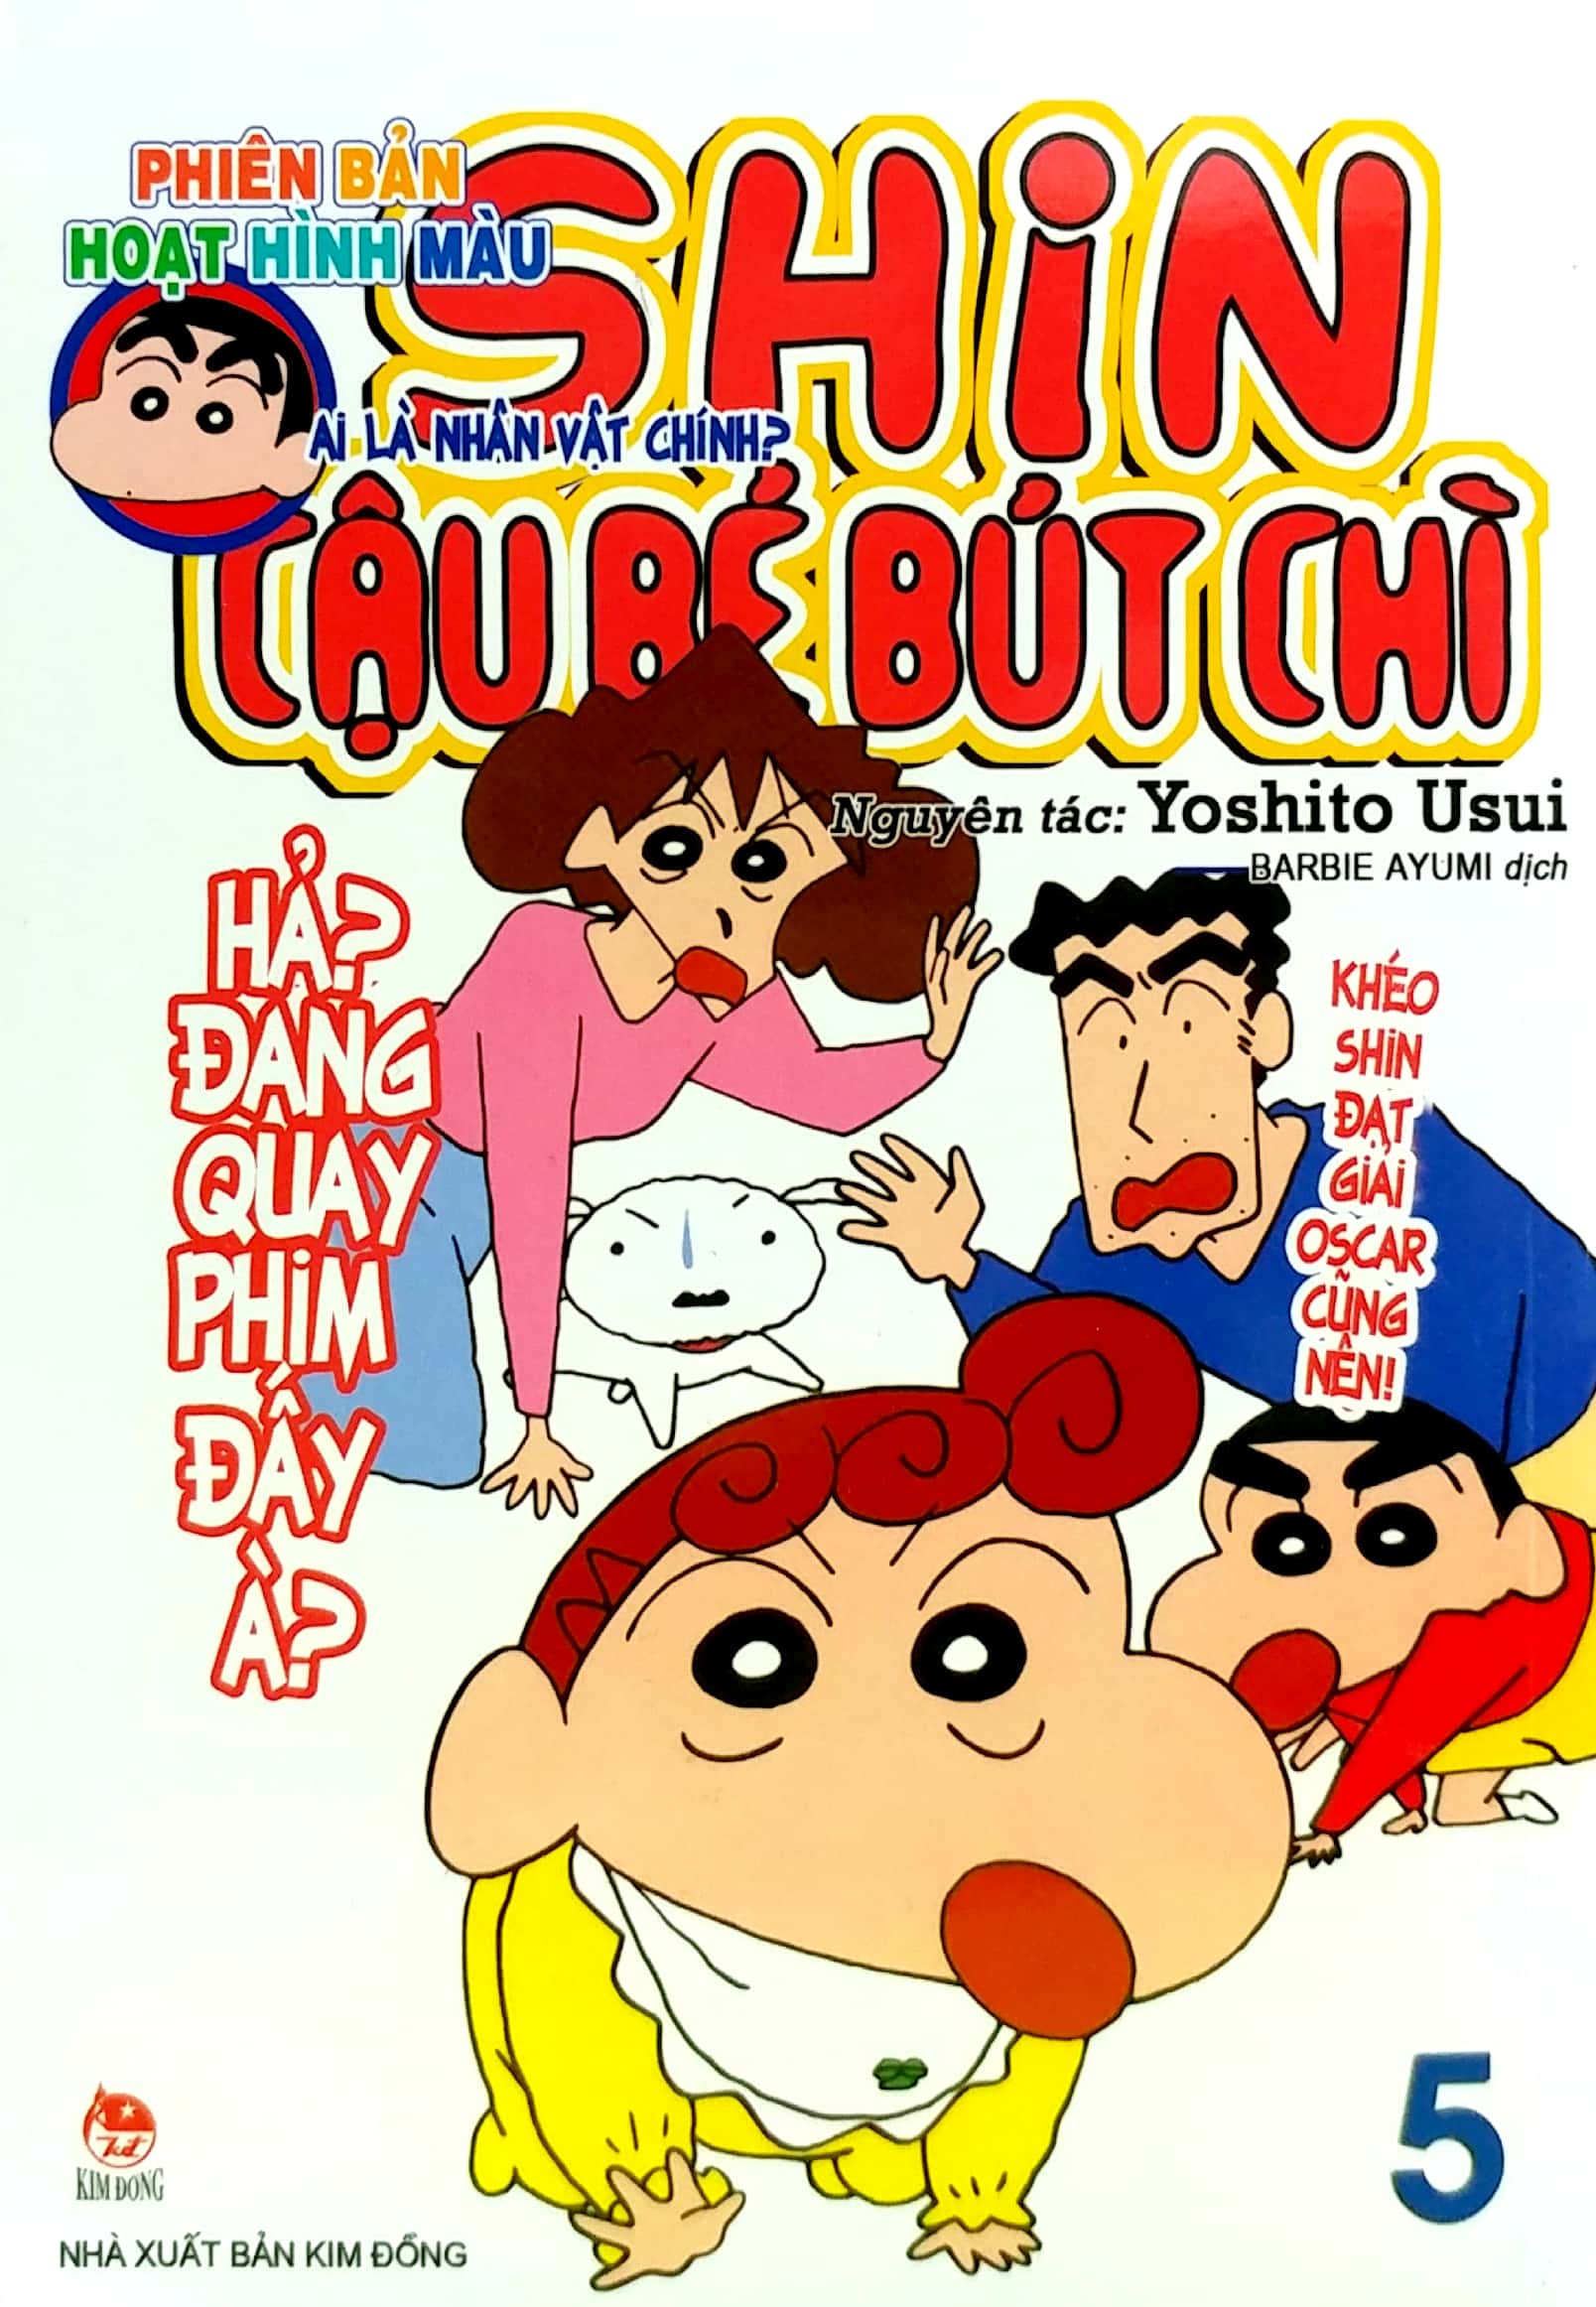 PHIÊN BẢN
HOẠT HÌNH MÀU
SHiN
Ai LÀ NHÂN VẬT CHÍNH?
CẬU BÉ BÚT CHÌ
Nguyên tác: Yoshito Usui
BARBIE AYUMI dịch
HẢ?
ĐANG
QUAY
PHiM
ĐẤY
À?
KHÉO
SHiN
ĐẠT
GiẢi
OSCAR
CŨNG
NÊN!
5
KIM ĐỒNG
NHÀ XUẤT BẢN KIM ĐỒNG